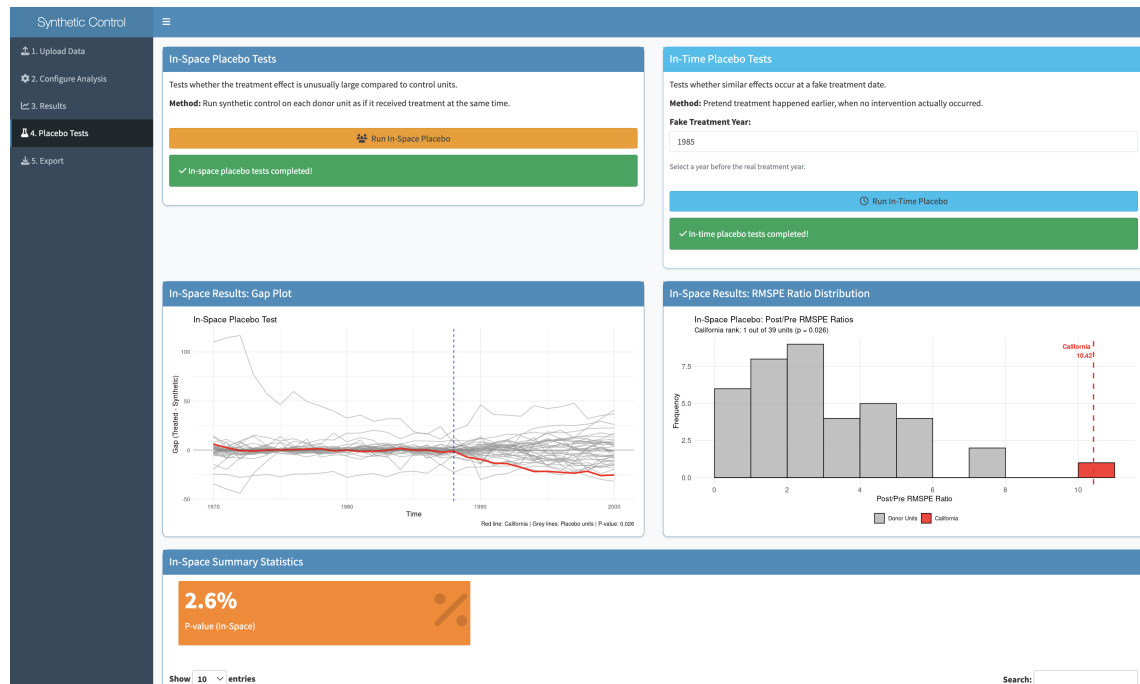 Synthetic Control
1. Upload Data
2. Configure Analysis
3. Results
4. Placebo Tests
5. Export
In-Space Placebo Tests
Tests whether the treatment effect is unusually large compared to control units.
Method: Run synthetic control on each donor unit as if it received treatment at the same time.
Run In-Space Placebo
In-space placebo tests completed!
In-Time Placebo Tests
Tests whether similar effects occur at a fake treatment date.
Method: Pretend treatment happened earlier, when no intervention actually occurred.
Fake Treatment Year:
1985
Select a year before the real treatment year.
Run In-Time Placebo
In-time placebo tests completed!
In-Space Results: Gap Plot
In-Space Placebo Test
Gap (Treated - Synthetic)
100
50
0
-50
1970 1980 1990 2000
Time
Red line: California | Grey lines: Placebo units | P-value: 0.026
In-Space Results: RMSPE Ratio Distribution
In-Space Placebo: Post/Pre RMSPE Ratios
California rank: 1 out of 39 units (p = 0.026)
California
10.42
Frequency
7.5
5.0
2.5
0.0
0 2 4 6 8 10
Post/Pre RMSPE Ratio
Donor Units California
In-Space Summary Statistics
2.6%
P-value (In-Space)
Show 10 entries
Search: